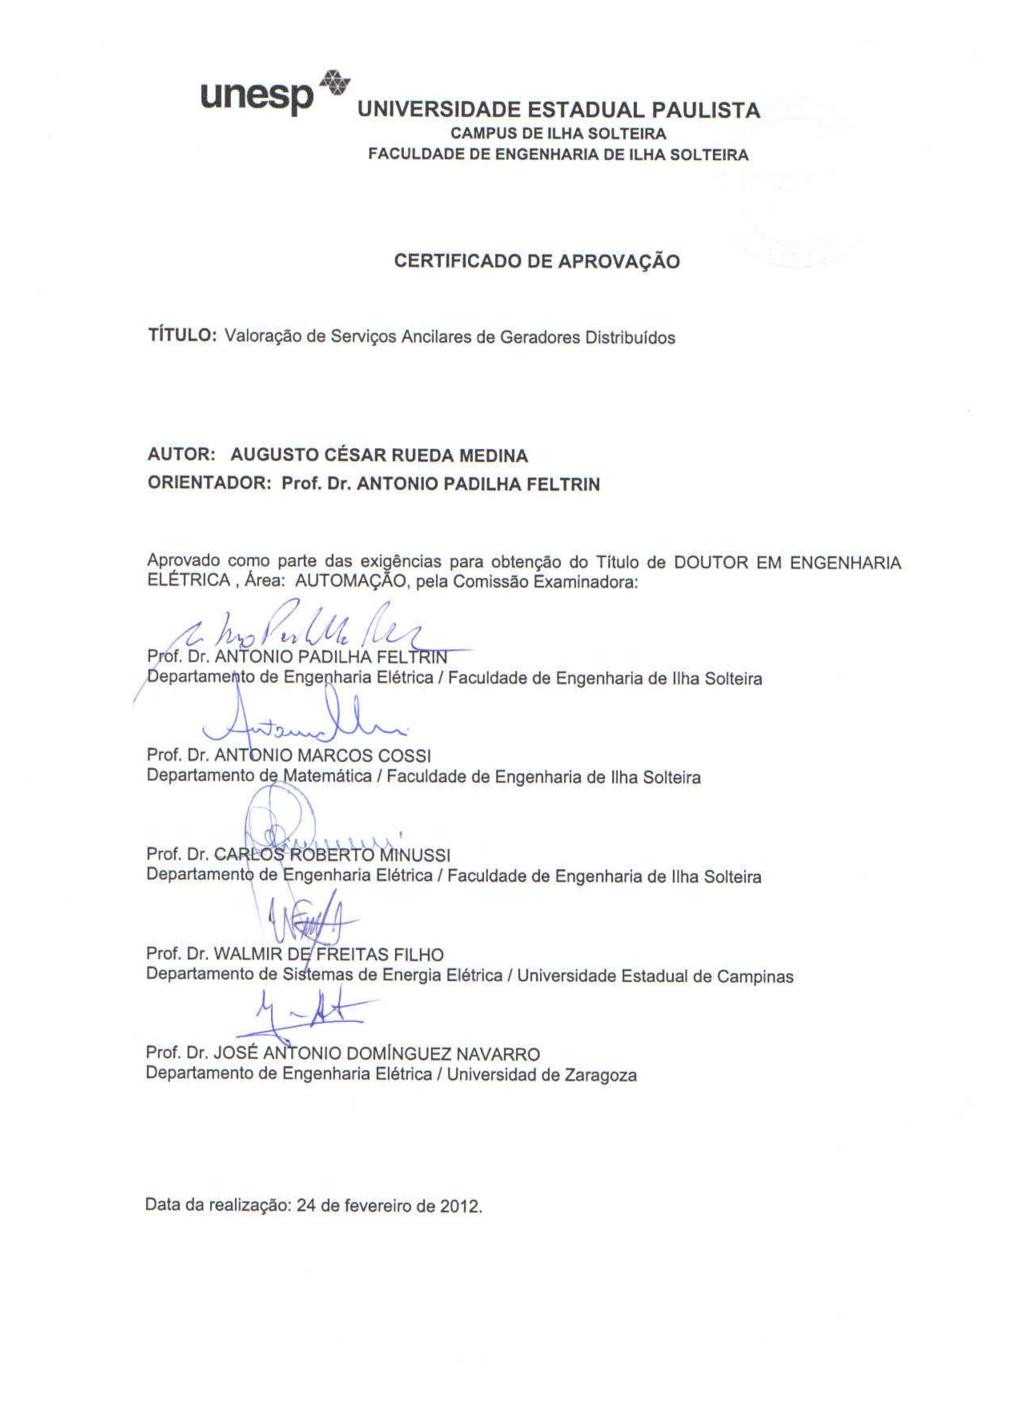 unesp
UNIVERSIDADE ESTADUAL PAULISTA
CAMPUS DE ILHA SOLTEIRA
FACULDADE DE ENGENHARIA DE ILHA SOLTEIRA
CERTIFICADO DE APROVAÇÃO
TÍTULO: Valoração de Serviços Ancilares de Geradores Distribuídos
AUTOR: AUGUSTO CÉSAR RUEDA MEDINA
ORIENTADOR: Prof. Dr. ANTONIO PADILHA FELTRIN
Aprovado como parte das exigências para obtenção do Título de DOUTOR EM ENGENHARIA
ELÉTRICA , Área: AUTOMAÇÃO, pela Comissão Examinadora:
Prof. Dr. ANTONIO PADILHA FELTRIN
Departamento de Engenharia Elétrica / Faculdade de Engenharia de Ilha Solteira
Prof. Dr. ANTONIO MARCOS COSSI
Departamento de Matemática / Faculdade de Engenharia de Ilha Solteira
Prof. Dr. CARLOS ROBERTO MINUSSI
Departamento de Engenharia Elétrica / Faculdade de Engenharia de Ilha Solteira
Prof. Dr. WALMIR DE FREITAS FILHO
Departamento de Sistemas de Energia Elétrica / Universidade Estadual de Campinas
Prof. Dr. JOSÉ ANTONIO DOMÍNGUEZ NAVARRO
Departamento de Engenharia Elétrica / Universidad de Zaragoza
Data da realização: 24 de fevereiro de 2012.